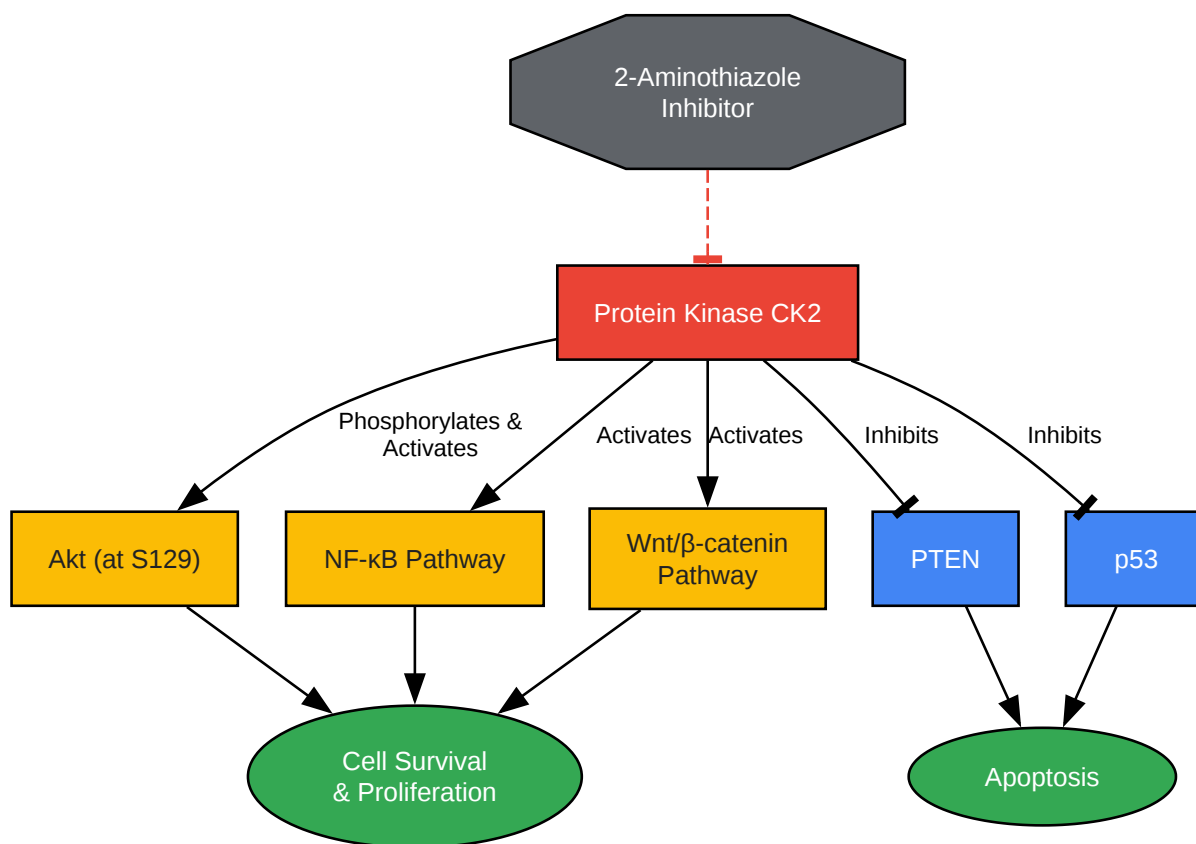 2-Aminothiazole
Inhibitor
Protein Kinase CK2
Phosphorylates &
Activates
Activates
Activates
Inhibits
Inhibits
Akt (at S129)
NF-κB Pathway
Wnt/β-catenin
Pathway
PTEN
p53
Cell Survival
& Proliferation
Apoptosis